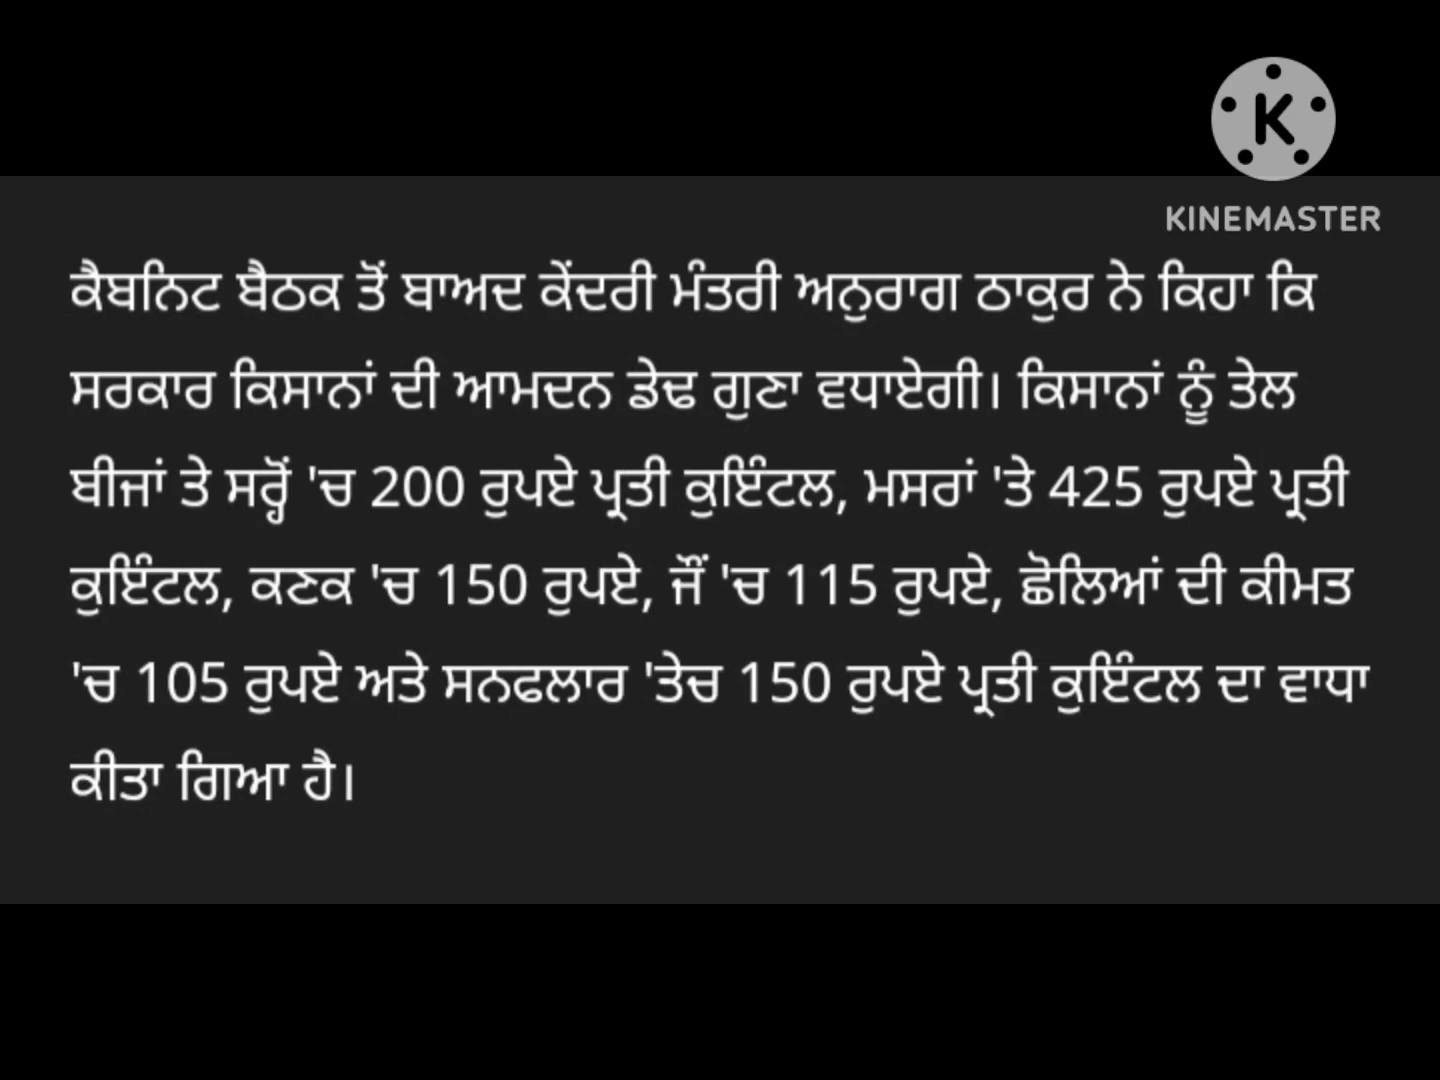 KINEMASTER
ਕੈਬਨਿਟ ਬੈਠਕ ਤੋਂ ਬਾਅਦ ਕੇਂਦਰੀ ਮੰਤਰੀ ਅਨੁਰਾਗ ਠਾਕੁਰ ਨੇ ਕਿਹਾ ਕਿ
ਸਰਕਾਰ ਕਿਸਾਨਾਂ ਦੀ ਆਮਦਨ ਡੇਢ ਗੁਣਾ ਵਧਾਏਗੀ। ਕਿਸਾਨਾਂ ਨੂੰ ਤੇਲ
ਬੀਜਾਂ ਤੇ ਸਰ੍ਹੋਂ 'ਚ 200 ਰੁਪਏ ਪ੍ਰਤੀ ਕੁਇੰਟਲ, ਮਸਰਾਂ 'ਤੇ 425 ਰੁਪਏ ਪ੍ਰਤੀ
ਕੁਇੰਟਲ, ਕਣਕ 'ਚ 150 ਰੁਪਏ, ਜੌਂ 'ਚ 115 ਰੁਪਏ, ਛੋਲਿਆਂ ਦੀ ਕੀਮਤ
'ਚ 105 ਰੁਪਏ ਅਤੇ ਸਨਫਲਾਰ 'ਤੇਚ 150 ਰੁਪਏ ਪ੍ਰਤੀ ਕੁਇੰਟਲ ਦਾ ਵਾਧਾ
ਕੀਤਾ ਗਿਆ ਹੈ।